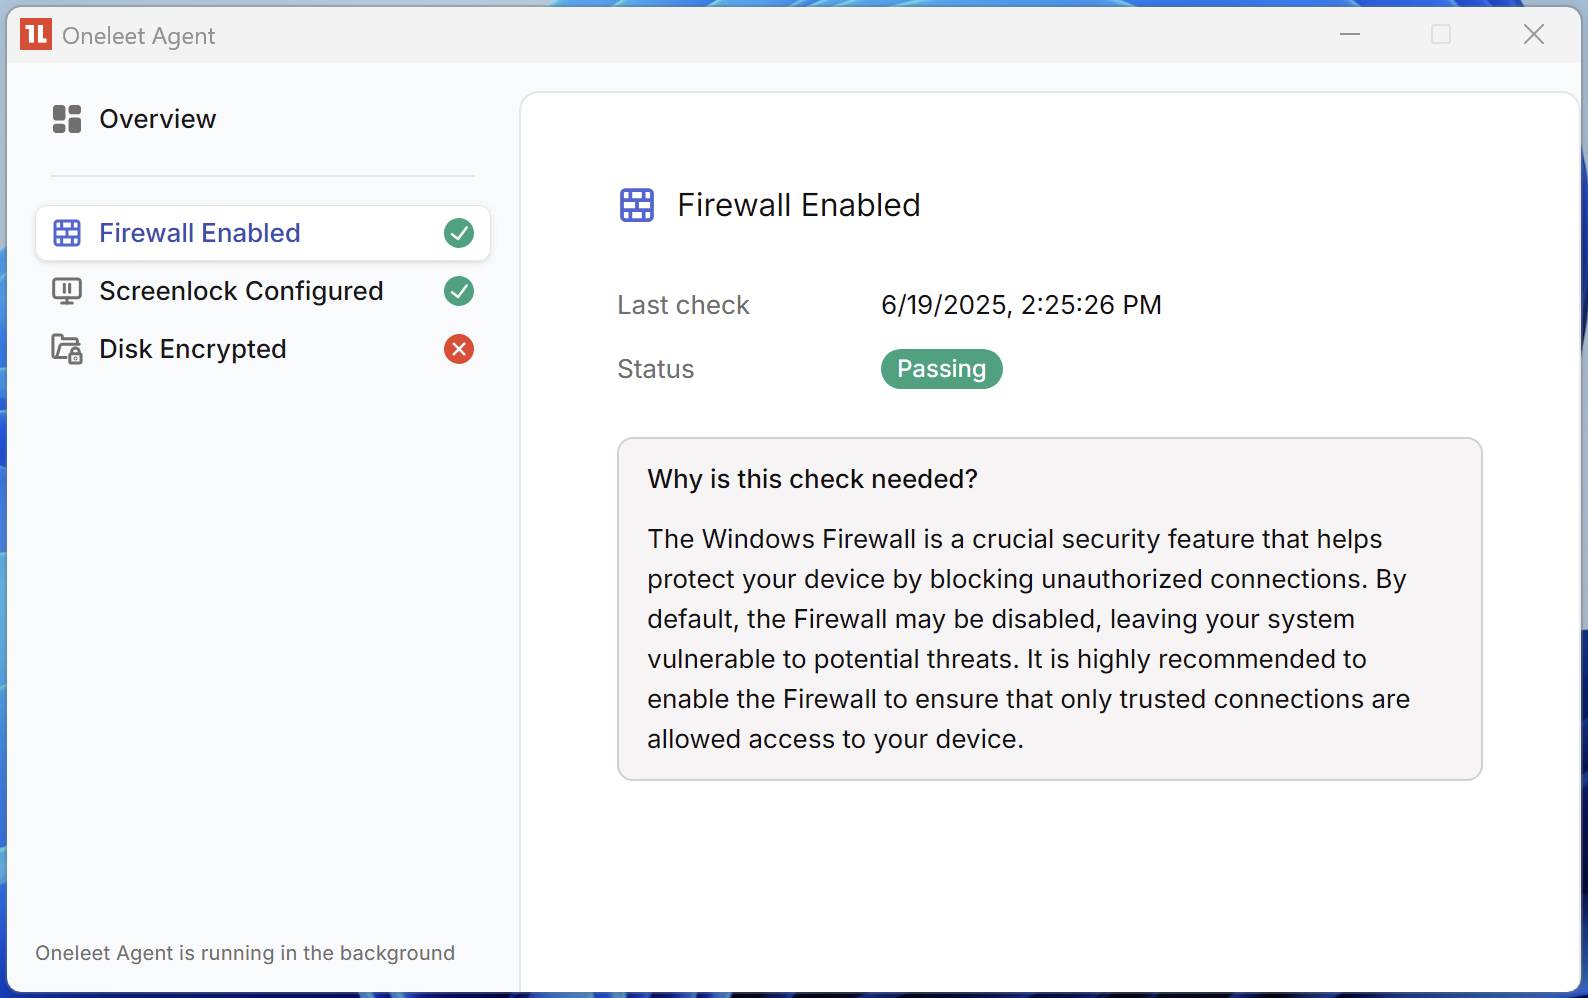 Oneleet Agent
Overview
Firewall Enabled
Screenlock Configured
Disk Encrypted
Oneleet Agent is running in the background
Firewall Enabled
Last check 6/19/2025, 2:25:26 PM
Status Passing
Why is this check needed?
The Windows Firewall is a crucial security feature that helps
protect your device by blocking unauthorized connections. By
default, the Firewall may be disabled, leaving your system
vulnerable to potential threats. It is highly recommended to
enable the Firewall to ensure that only trusted connections are
allowed access to your device.